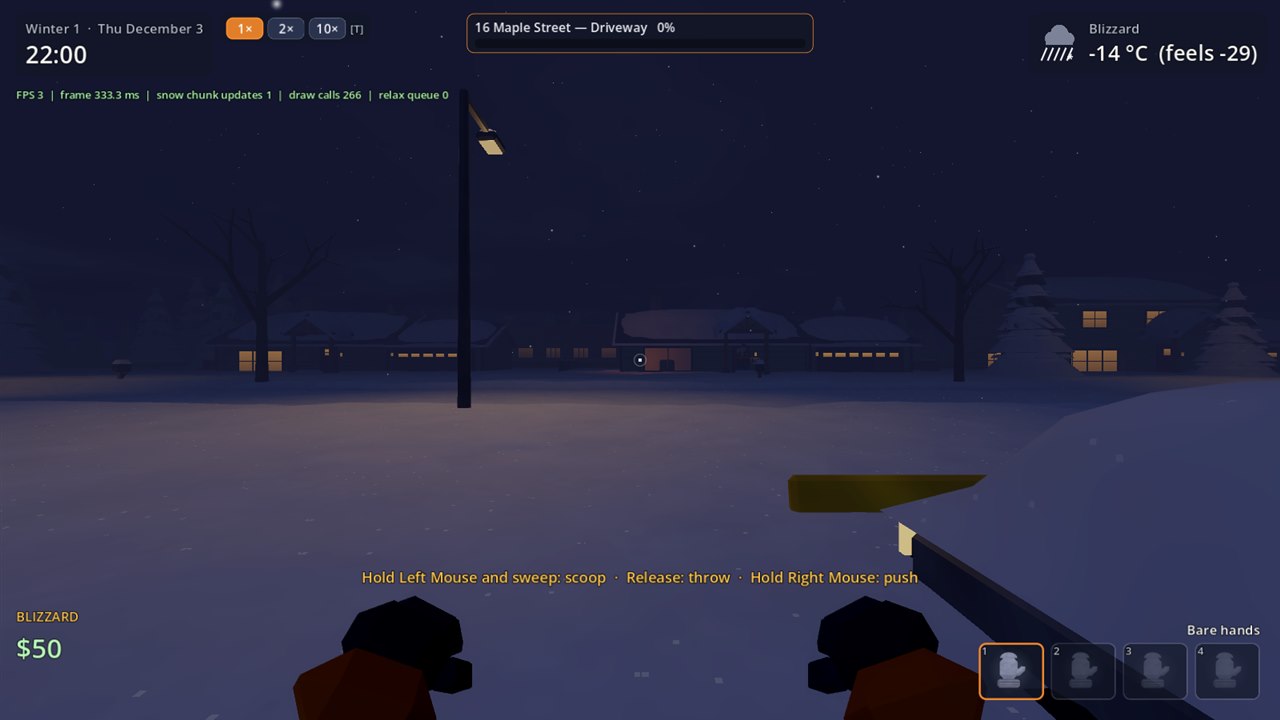 Winter 1 · Thu December 3
22:00
1×
2×
10×
[T]
16 Maple Street — Driveway 0%
Blizzard
-14 °C (feels -29)
FPS 3 | frame 333.3 ms | snow chunk updates 1 | draw calls 266 | relax queue 0
Hold Left Mouse and sweep: scoop · Release: throw · Hold Right Mouse: push
BLIZZARD
$50
Bare hands
1
2
3
4